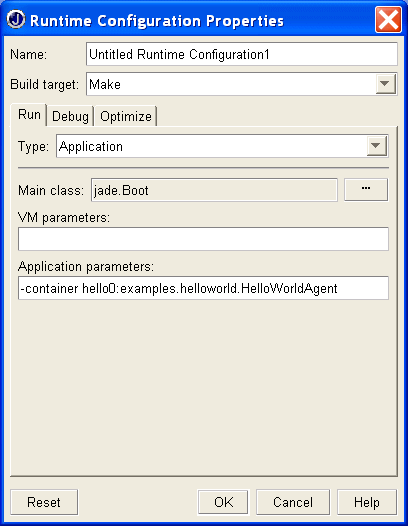 Runtime Configuration Properties
Name: Untitled Runtime Configuration1
Build target: Make
Run Debug Optimize
Type: Application
Main class: jade.Boot ...
VM parameters:
Application parameters:
-container hello0:examples.helloworld.HelloWorldAgent
Reset OK Cancel Help